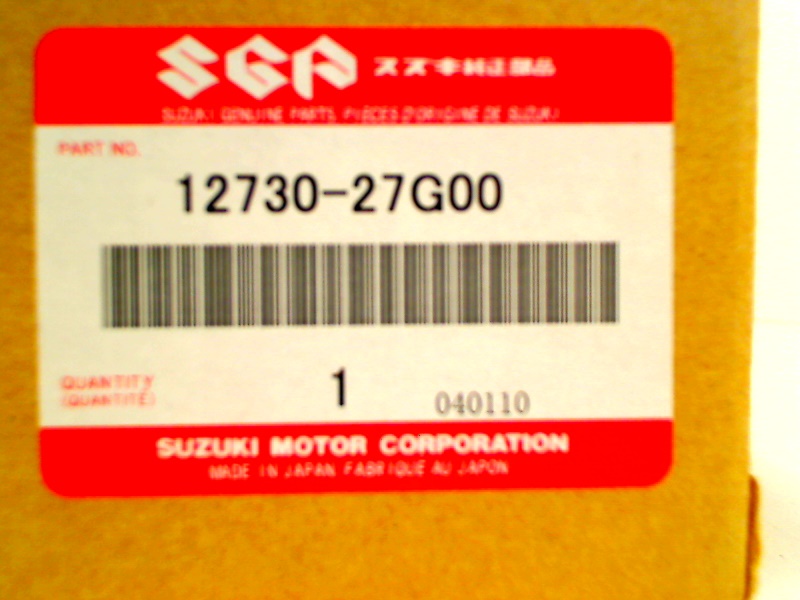 SGP スズキ純正部品
SUZUKI GENUINE PARTS PIECES D'ORIGINE DE SUZUKI
PART NO.
12730-27G00
QUANTITY
(QUANTITÉ)
1
040110
SUZUKI MOTOR CORPORATION
MADE IN JAPAN FABRIQUE AU JAPON